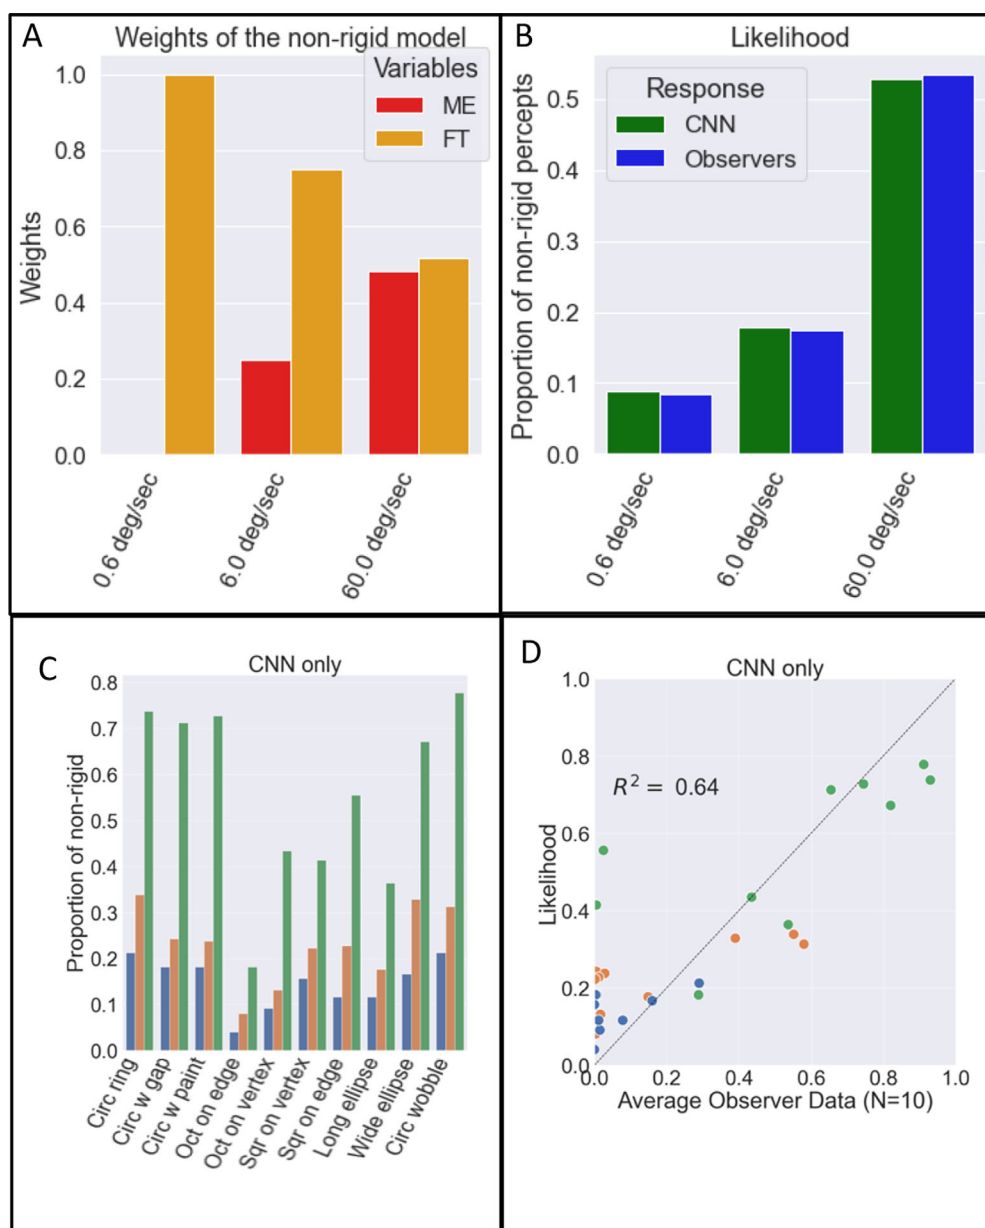 A
Weights of the non-rigid model
Variables
ME
FT
1.0
0.8
0.6
0.4
0.2
0.0
Weights
0.6 deg/sec
6.0 deg/sec
60.0 deg/sec
B
Likelihood
Response
CNN
Observers
0.5
0.4
0.3
0.2
0.1
0.0
Proportion of non-rigid percepts
0.6 deg/sec
6.0 deg/sec
60.0 deg/sec
C
CNN only
0.8
0.7
0.6
0.5
0.4
0.3
0.2
0.1
0.0
Proportion of non-rigid
Circ ring
Circ w gap
Circ w paint
Oct on edge
Oct on vertex
Sqr on vertex
Sqr on edge
Long ellipse
Wide ellipse
Circ wobble
D
CNN only
1.0
0.8
0.6
0.4
0.2
0.0
Likelihood
R² = 0.64
0.0 0.2 0.4 0.6 0.8 1.0
Average Observer Data (N=10)